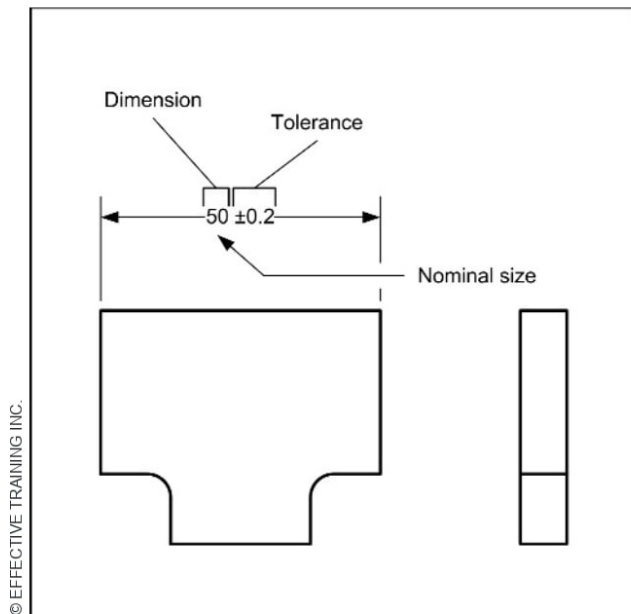 Dimension
Tolerance
50 ±0.2
Nominal size
© EFFECTIVE TRAINING INC.